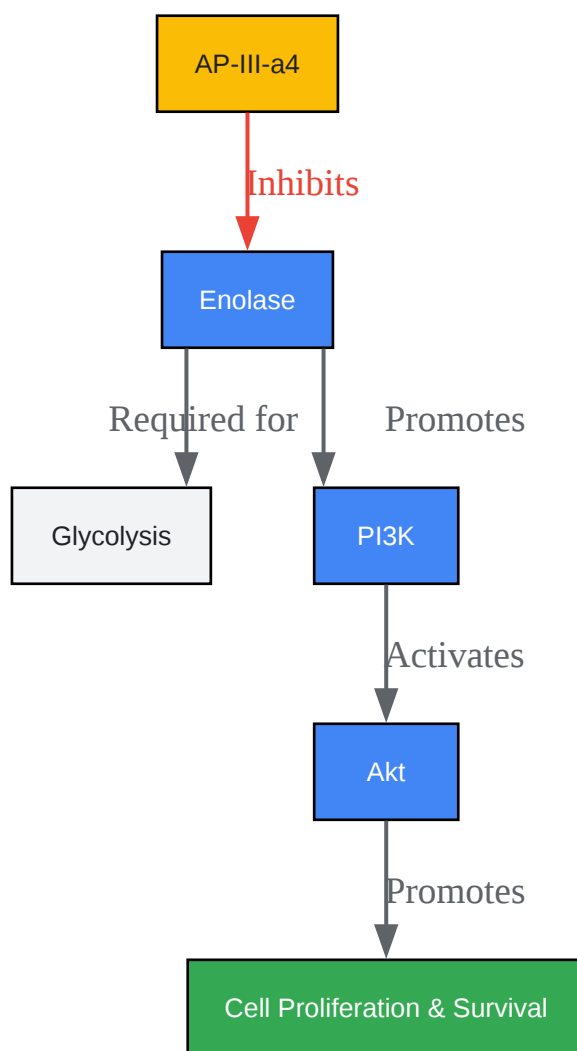 AP-III-a4
Inhibits
Enolase
Required for
Promotes
Glycolysis
PI3K
Activates
Akt
Promotes
Cell Proliferation & Survival